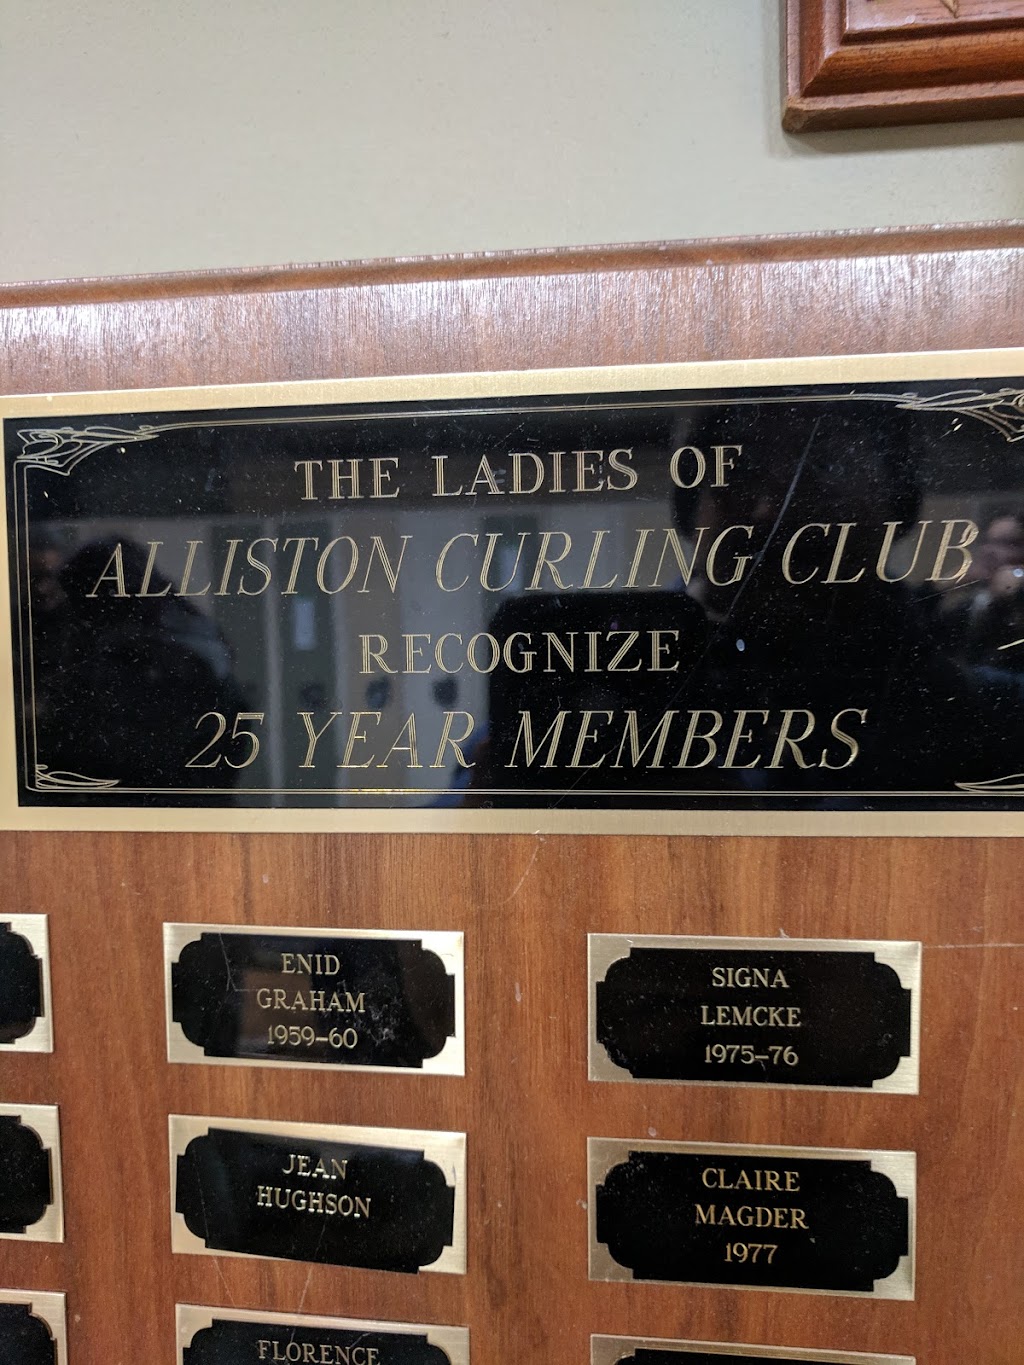 THE LADIES OF
ALLISTON CURLING CLUB
RECOGNIZE
25 YEAR MEMBERS
ENID
GRAHAM
1959–60
SIGNA
LEMCKE
1975–76
JEAN
HUGHSON
CLAIRE
MAGDER
1977
FLORENCE